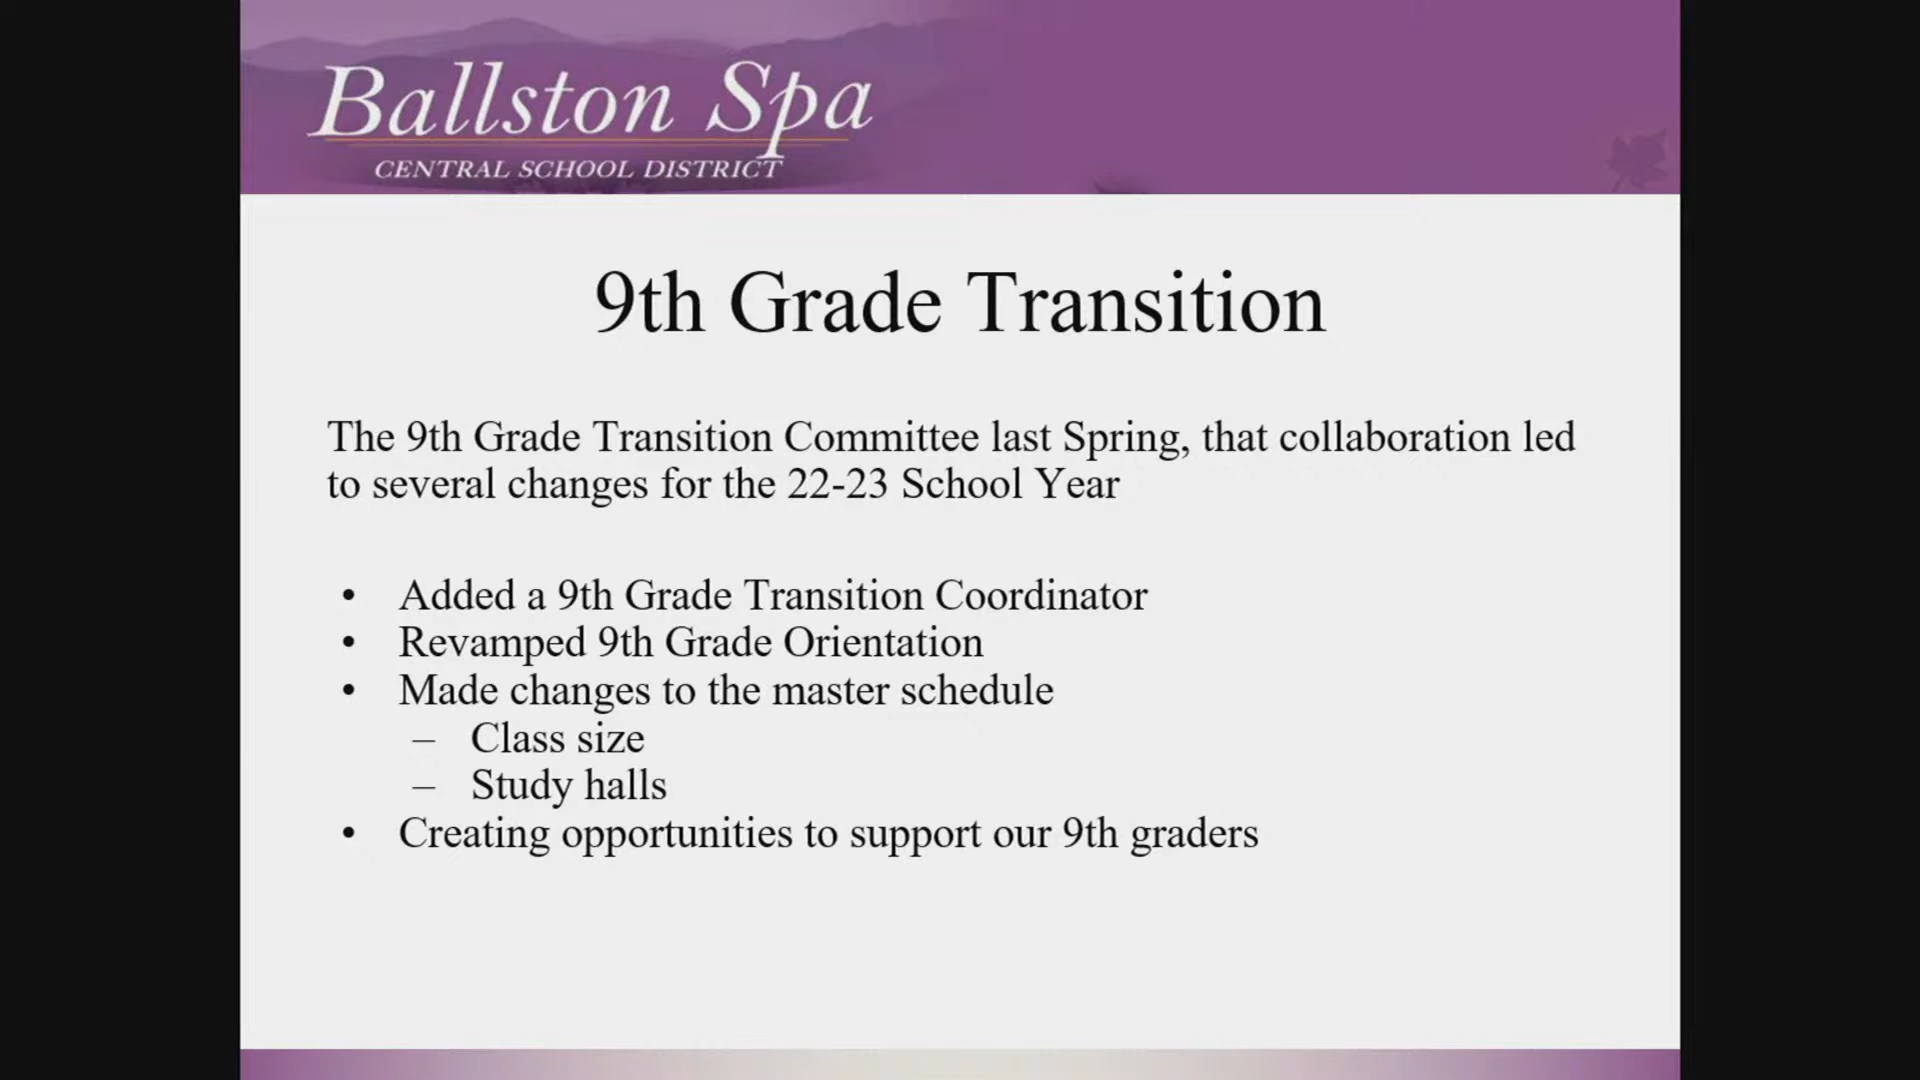 Ballston Spa
CENTRAL SCHOOL DISTRICT
9th Grade Transition
The 9th Grade Transition Committee last Spring, that collaboration led
to several changes for the 22-23 School Year
• Added a 9th Grade Transition Coordinator
• Revamped 9th Grade Orientation
• Made changes to the master schedule
– Class size
– Study halls
• Creating opportunities to support our 9th graders